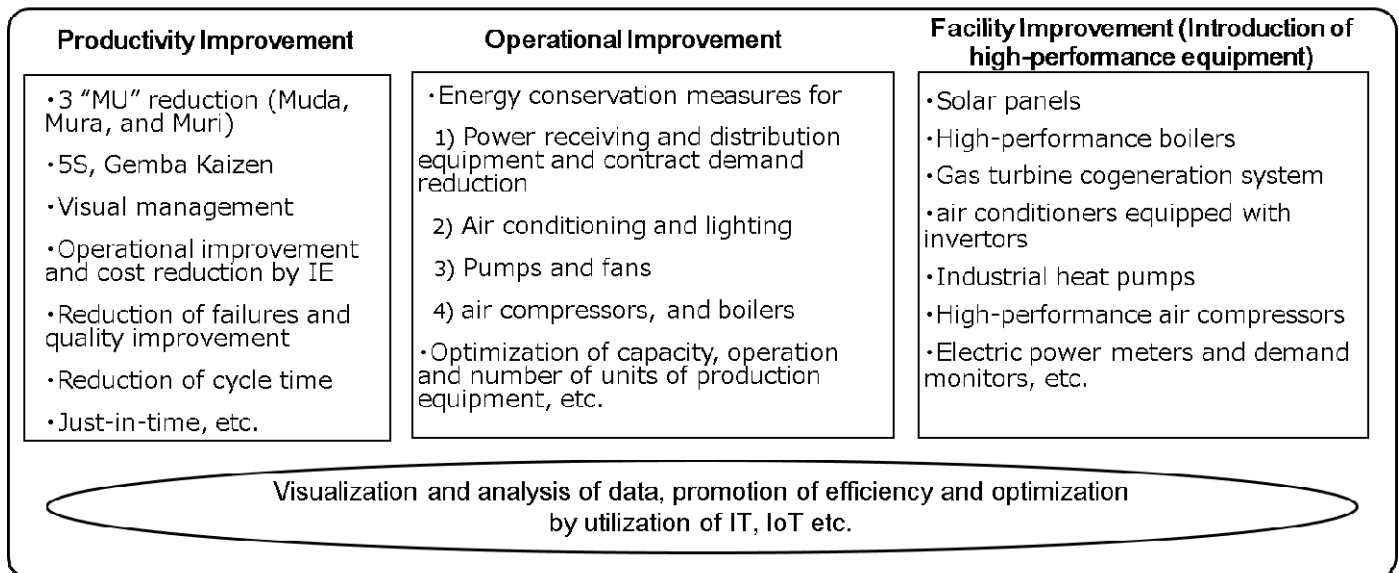 Productivity Improvement
・3 “MU” reduction (Muda,
Mura, and Muri)
・5S, Gemba Kaizen
・Visual management
・Operational improvement
and cost reduction by IE
・Reduction of failures and
quality improvement
・Reduction of cycle time
・Just-in-time, etc.
Operational Improvement
・Energy conservation measures for
1) Power receiving and distribution
equipment and contract demand
reduction
2) Air conditioning and lighting
3) Pumps and fans
4) air compressors, and boilers
・Optimization of capacity, operation
and number of units of production
equipment, etc.
Facility Improvement (Introduction of
high-performance equipment)
・Solar panels
・High-performance boilers
・Gas turbine cogeneration system
・air conditioners equipped with
invertors
・Industrial heat pumps
・High-performance air compressors
・Electric power meters and demand
monitors, etc.
Visualization and analysis of data, promotion of efficiency and optimization
by utilization of IT, IoT etc.